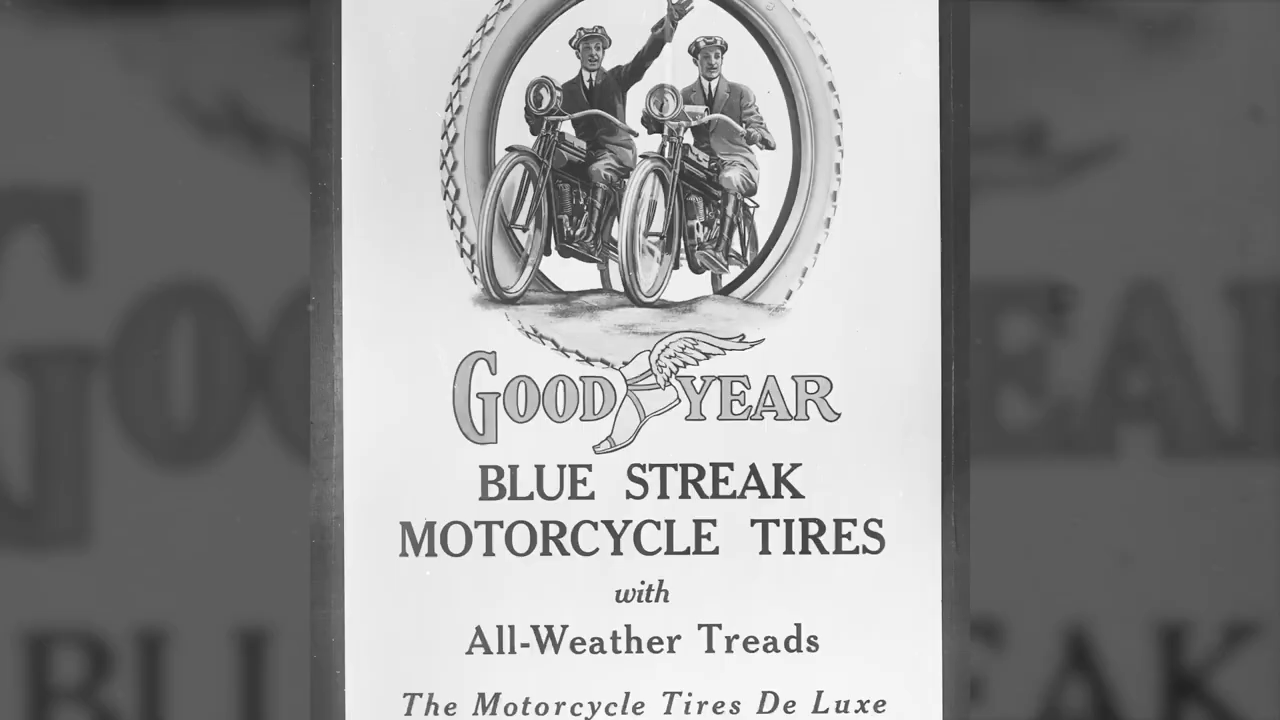 GOODYEAR
BLUE STREAK
MOTORCYCLE TIRES
with
All-Weather Treads
The Motorcycle Tires De Luxe